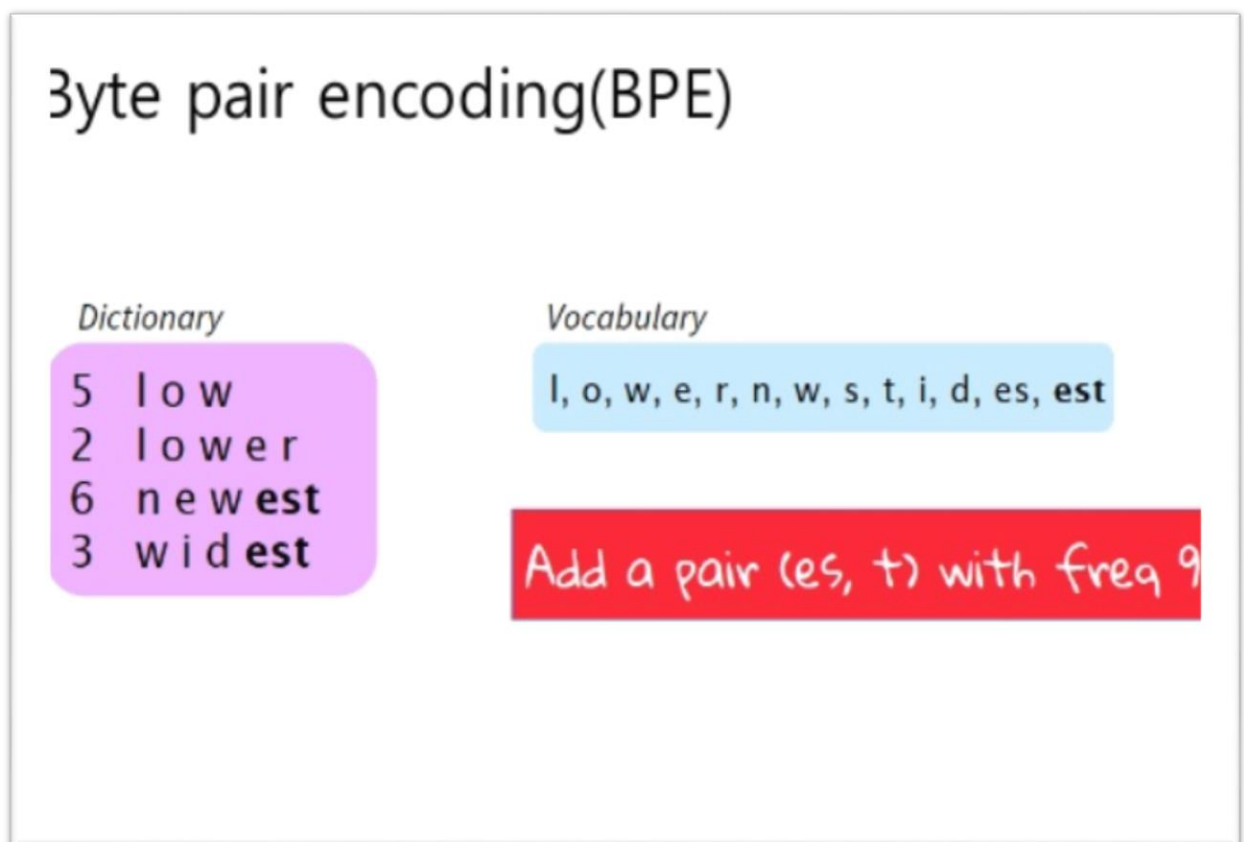 Byte pair encoding(BPE)
Dictionary
5 l o w
2 l o w e r
6 n e w est
3 w i d est
Vocabulary
l, o, w, e, r, n, w, s, t, i, d, es, est
Add a pair (es, t) with freq 9